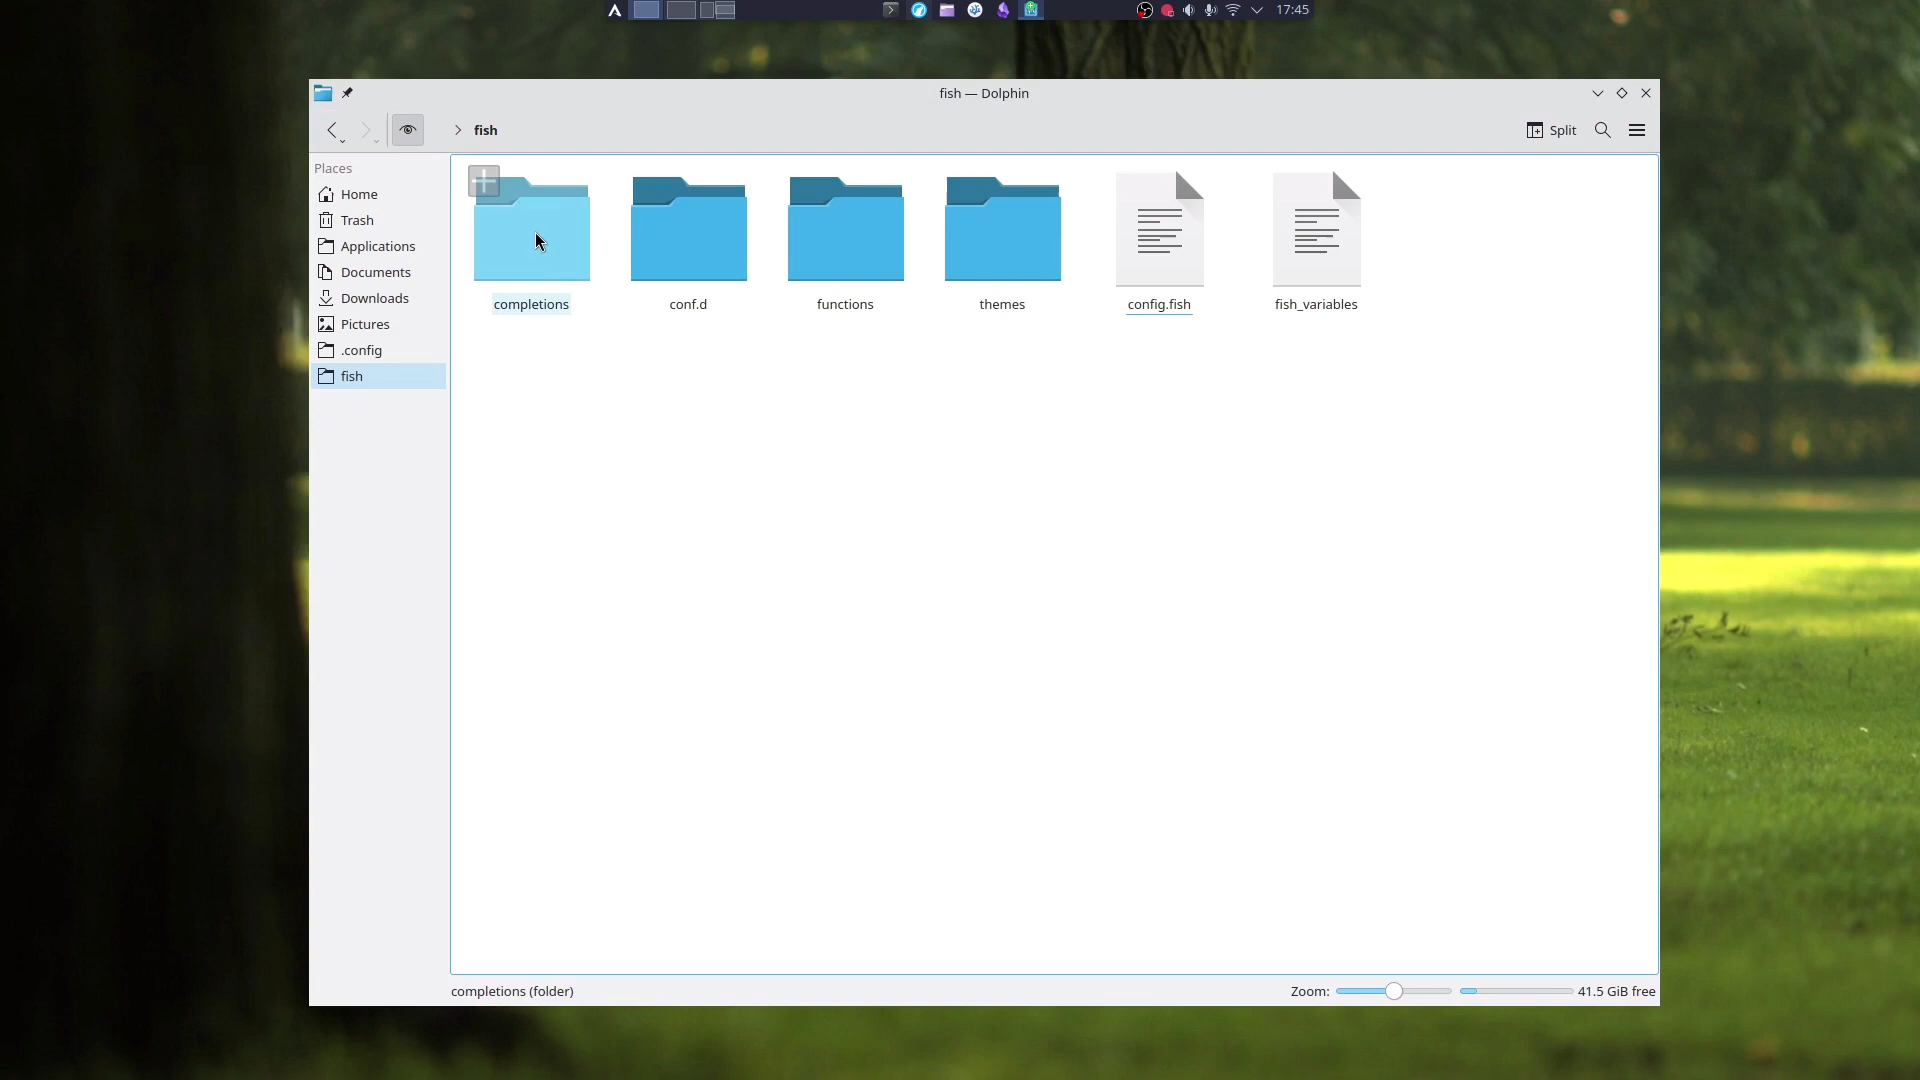 17:45
fish — Dolphin
fish
Split
Places
Home
Trash
Applications
Documents
Downloads
Pictures
.config
fish
completions
conf.d
functions
themes
config.fish
fish_variables
completions (folder)
Zoom:
41.5 GiB free